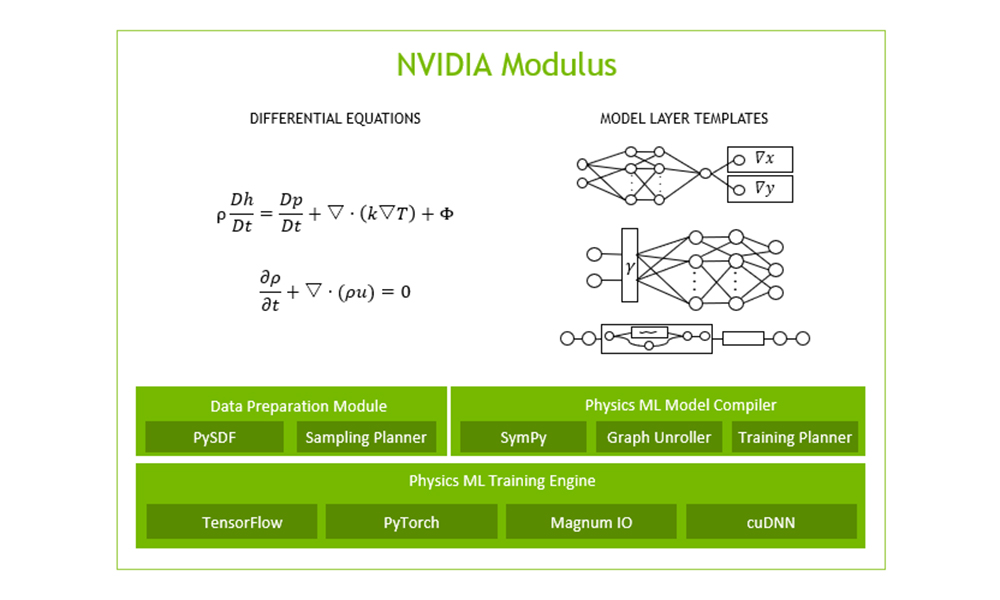 NVIDIA Modulus
DIFFERENTIAL EQUATIONS
ρ Dh/Dt = Dp/Dt + ▽ · (k▽T) + Φ
∂ρ/∂t + ▽ · (ρu) = 0
MODEL LAYER TEMPLATES
∇x
∇y
γ
Data Preparation Module
PySDF
Sampling Planner
Physics ML Model Compiler
SymPy
Graph Unroller
Training Planner
Physics ML Training Engine
TensorFlow
PyTorch
Magnum IO
cuDNN